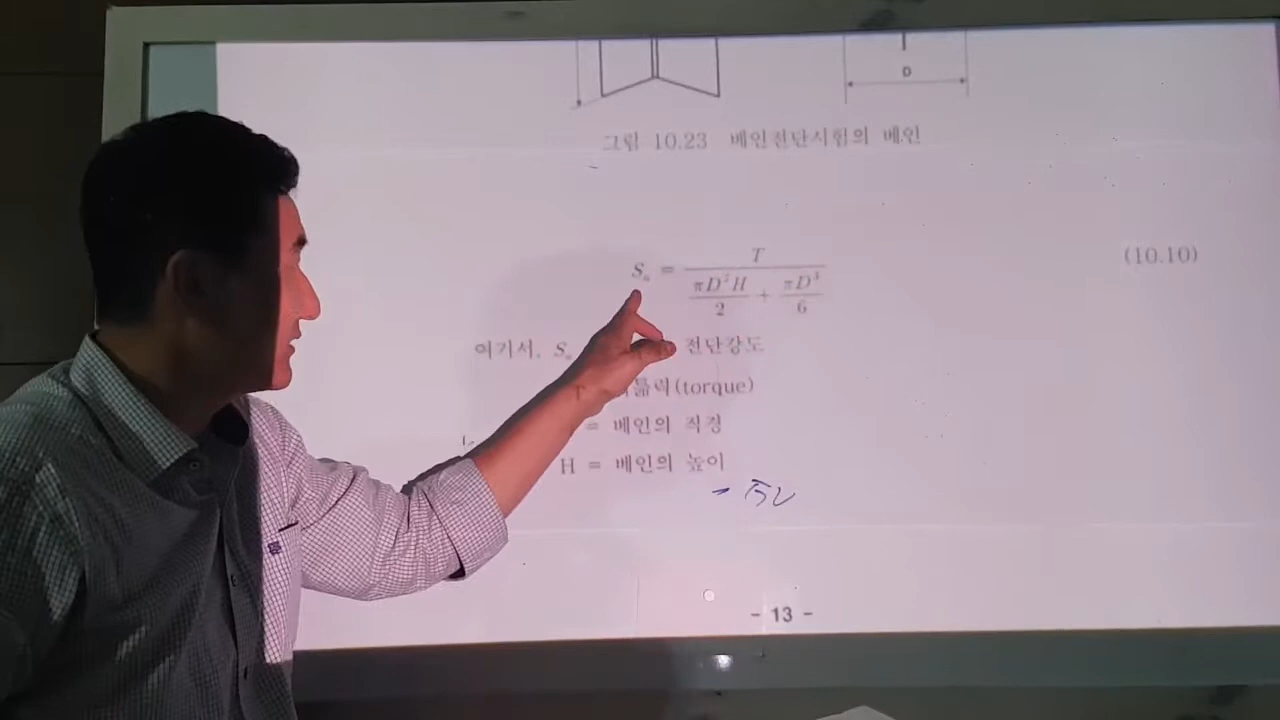 D
그림 10.23 베인전단시험의 베인
Sᵤ = T / (πD²H/2 + πD³/6) (10.10)
여기서, Sᵤ 전단강도
T (torque)
= 베인의 직경
H = 베인의 높이
- 13 -